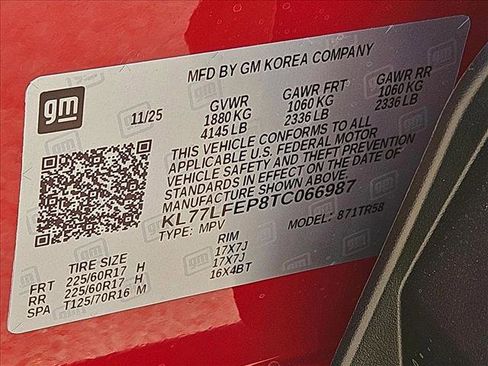 MFD BY GM KOREA COMPANY
gm
11/25 GVWR GAWR FRT GAWR RR
1880 KG 1060 KG 1060 KG
4145 LB 2336 LB 2336 LB
THIS VEHICLE CONFORMS TO ALL
APPLICABLE U.S. FEDERAL MOTOR
VEHICLE SAFETY AND THEFT PREVENTION
STANDARDS IN EFFECT ON THE DATE OF
MANUFACTURE SHOWN ABOVE.
KL77LFEP8TC066987
TYPE: MPV MODEL: 871TR58
TIRE SIZE RIM
FRT 225/60R17 H 17X7J
RR 225/60R17 H 17X7J
SPA T125/70R16 M 16X4BT